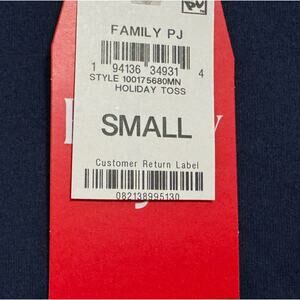 FAMILY PJ
1 94136 34931 4
STYLE 100175680MN
HOLIDAY TOSS
SMALL
Customer Return Label
082138995130